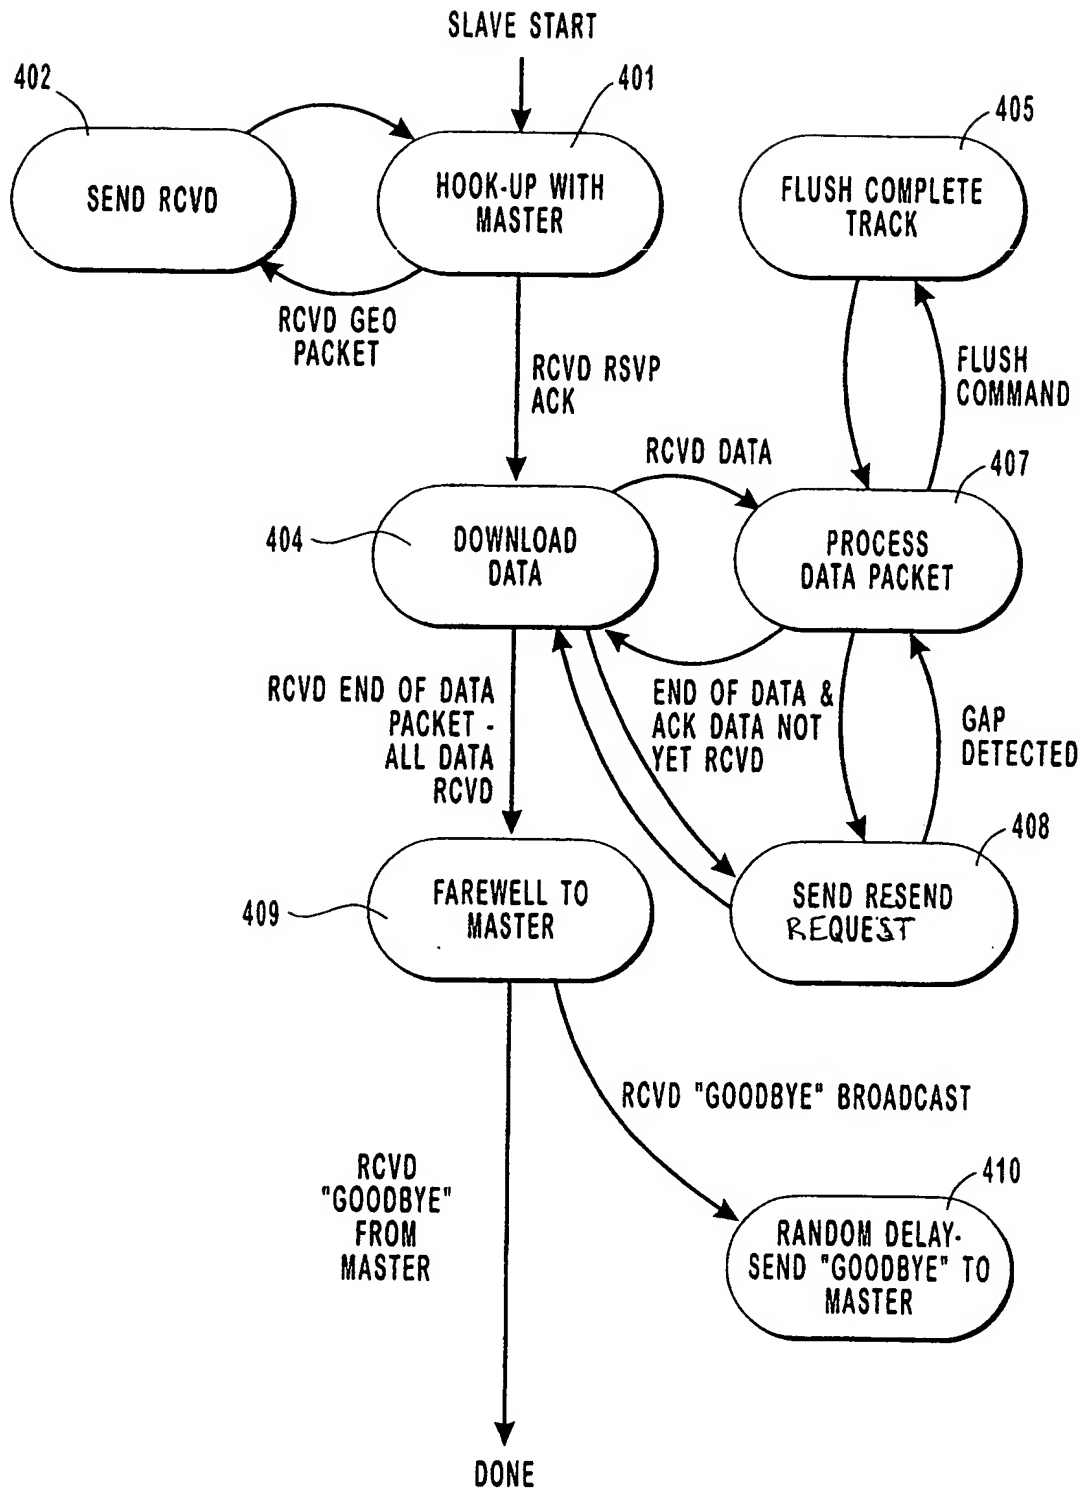 SLAVE START
402
401
405
SEND RCVD
HOOK-UP WITH
MASTER
FLUSH COMPLETE
TRACK
RCVD GEO
PACKET
RCVD RSVP
ACK
FLUSH
COMMAND
RCVD DATA
407
404
DOWNLOAD
DATA
PROCESS
DATA PACKET
RCVD END OF DATA
PACKET -
ALL DATA
RCVD
END OF DATA &
ACK DATA NOT
YET RCVD
GAP
DETECTED
408
409
FAREWELL TO
MASTER
SEND RESEND
REQUEST
RCVD "GOODBYE" BROADCAST
RCVD
"GOODBYE"
FROM
MASTER
410
RANDOM DELAY-
SEND "GOODBYE" TO
MASTER
DONE